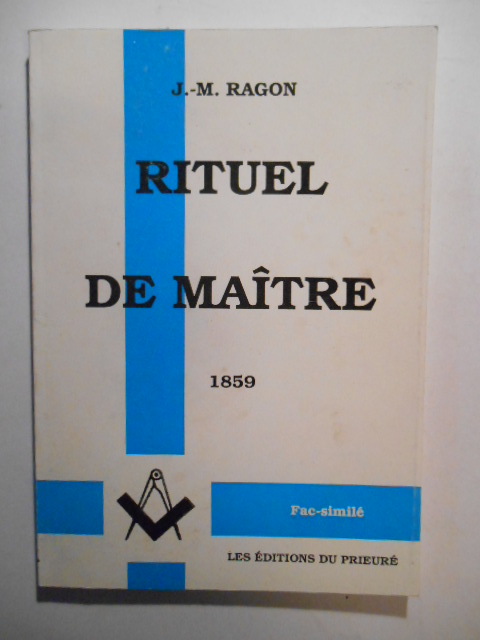 J.-M. RAGON
RITUEL
DE MAÎTRE
1859
Fac-similé
LES ÉDITIONS DU PRIEURÉ